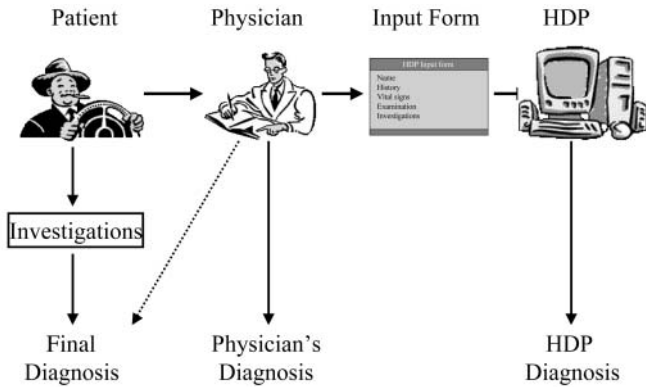 Patient
Physician
Input Form
HDP
HDP Input form
Name
History
Vital signs
Examination
Investigations
Investigations
Final
Diagnosis
Physician's
Diagnosis
HDP
Diagnosis